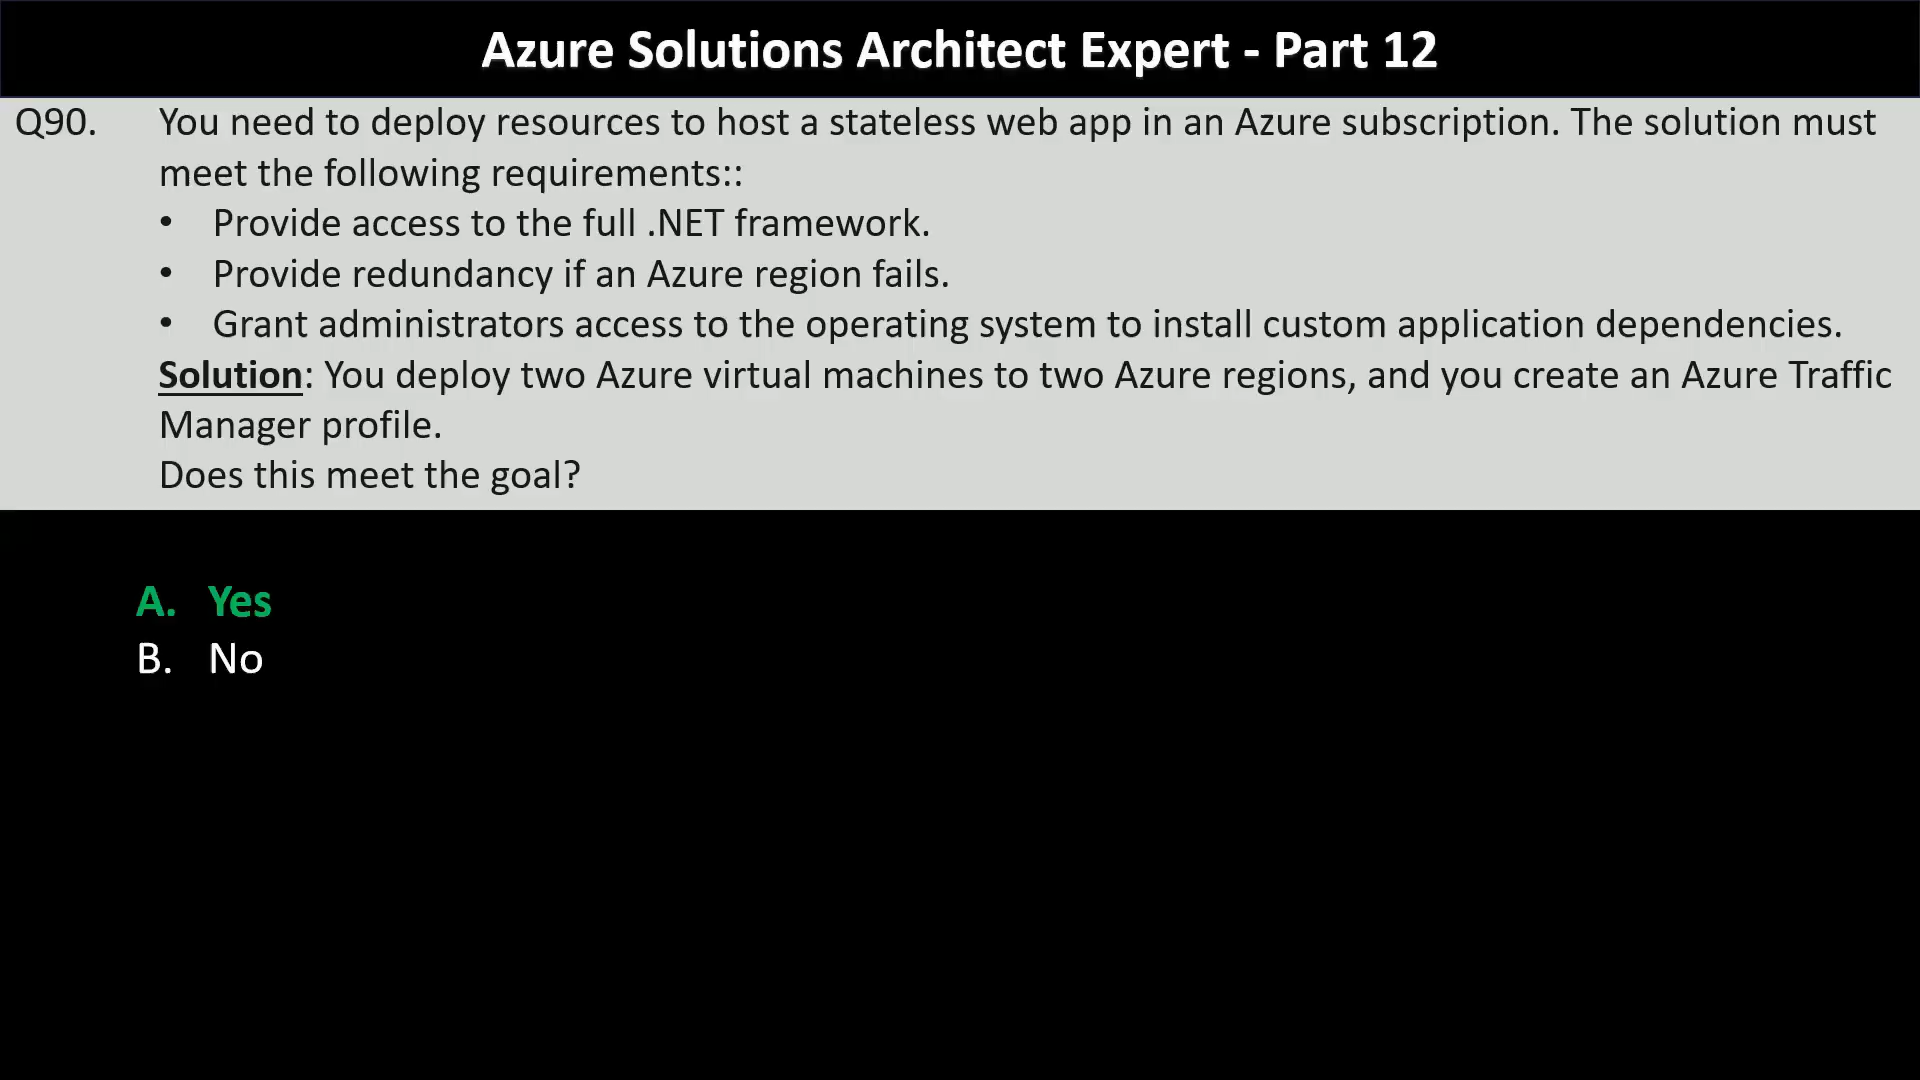 Azure Solutions Architect Expert - Part 12
Q90. You need to deploy resources to host a stateless web app in an Azure subscription. The solution must
meet the following requirements::
• Provide access to the full .NET framework.
• Provide redundancy if an Azure region fails.
• Grant administrators access to the operating system to install custom application dependencies.
Solution: You deploy two Azure virtual machines to two Azure regions, and you create an Azure Traffic
Manager profile.
Does this meet the goal?
A. Yes
B. No